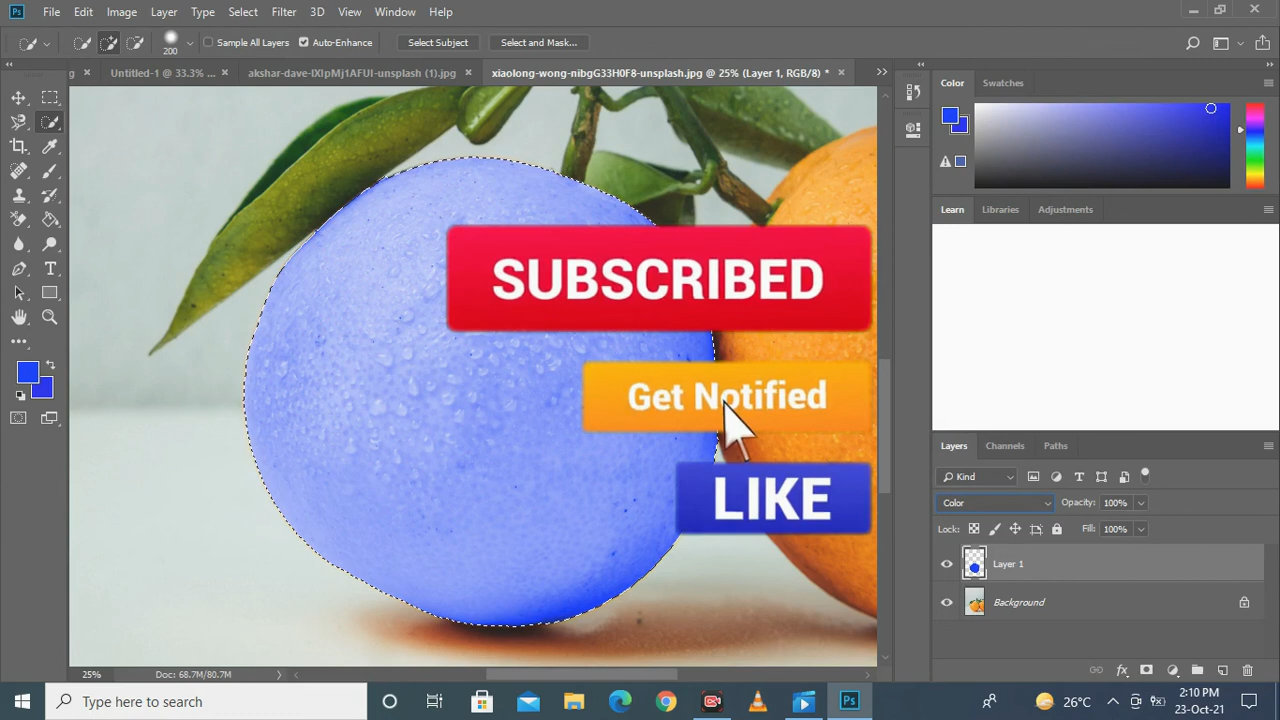 Ps File Edit Image Layer Type Select Filter 3D View Window Help
200 Sample All Layers Auto-Enhance Select Subject Select and Mask...
g × Untitled-1 @ 33.3% ... × akshar-dave-IXIpMj1AFUI-unsplash (1).jpg × xiaolong-wong-nibgG33H0F8-unsplash.jpg @ 25% (Layer 1, RGB/8) * ×
Color Swatches
Learn Libraries Adjustments
SUBSCRIBED
Get Notified
LIKE
Layers Channels Paths
Kind
Color Opacity: 100%
Lock: Fill: 100%
Layer 1
Background
25% Doc: 68.7M/80.7M
Type here to search
Ps
26°C
2:10 PM
23-Oct-21